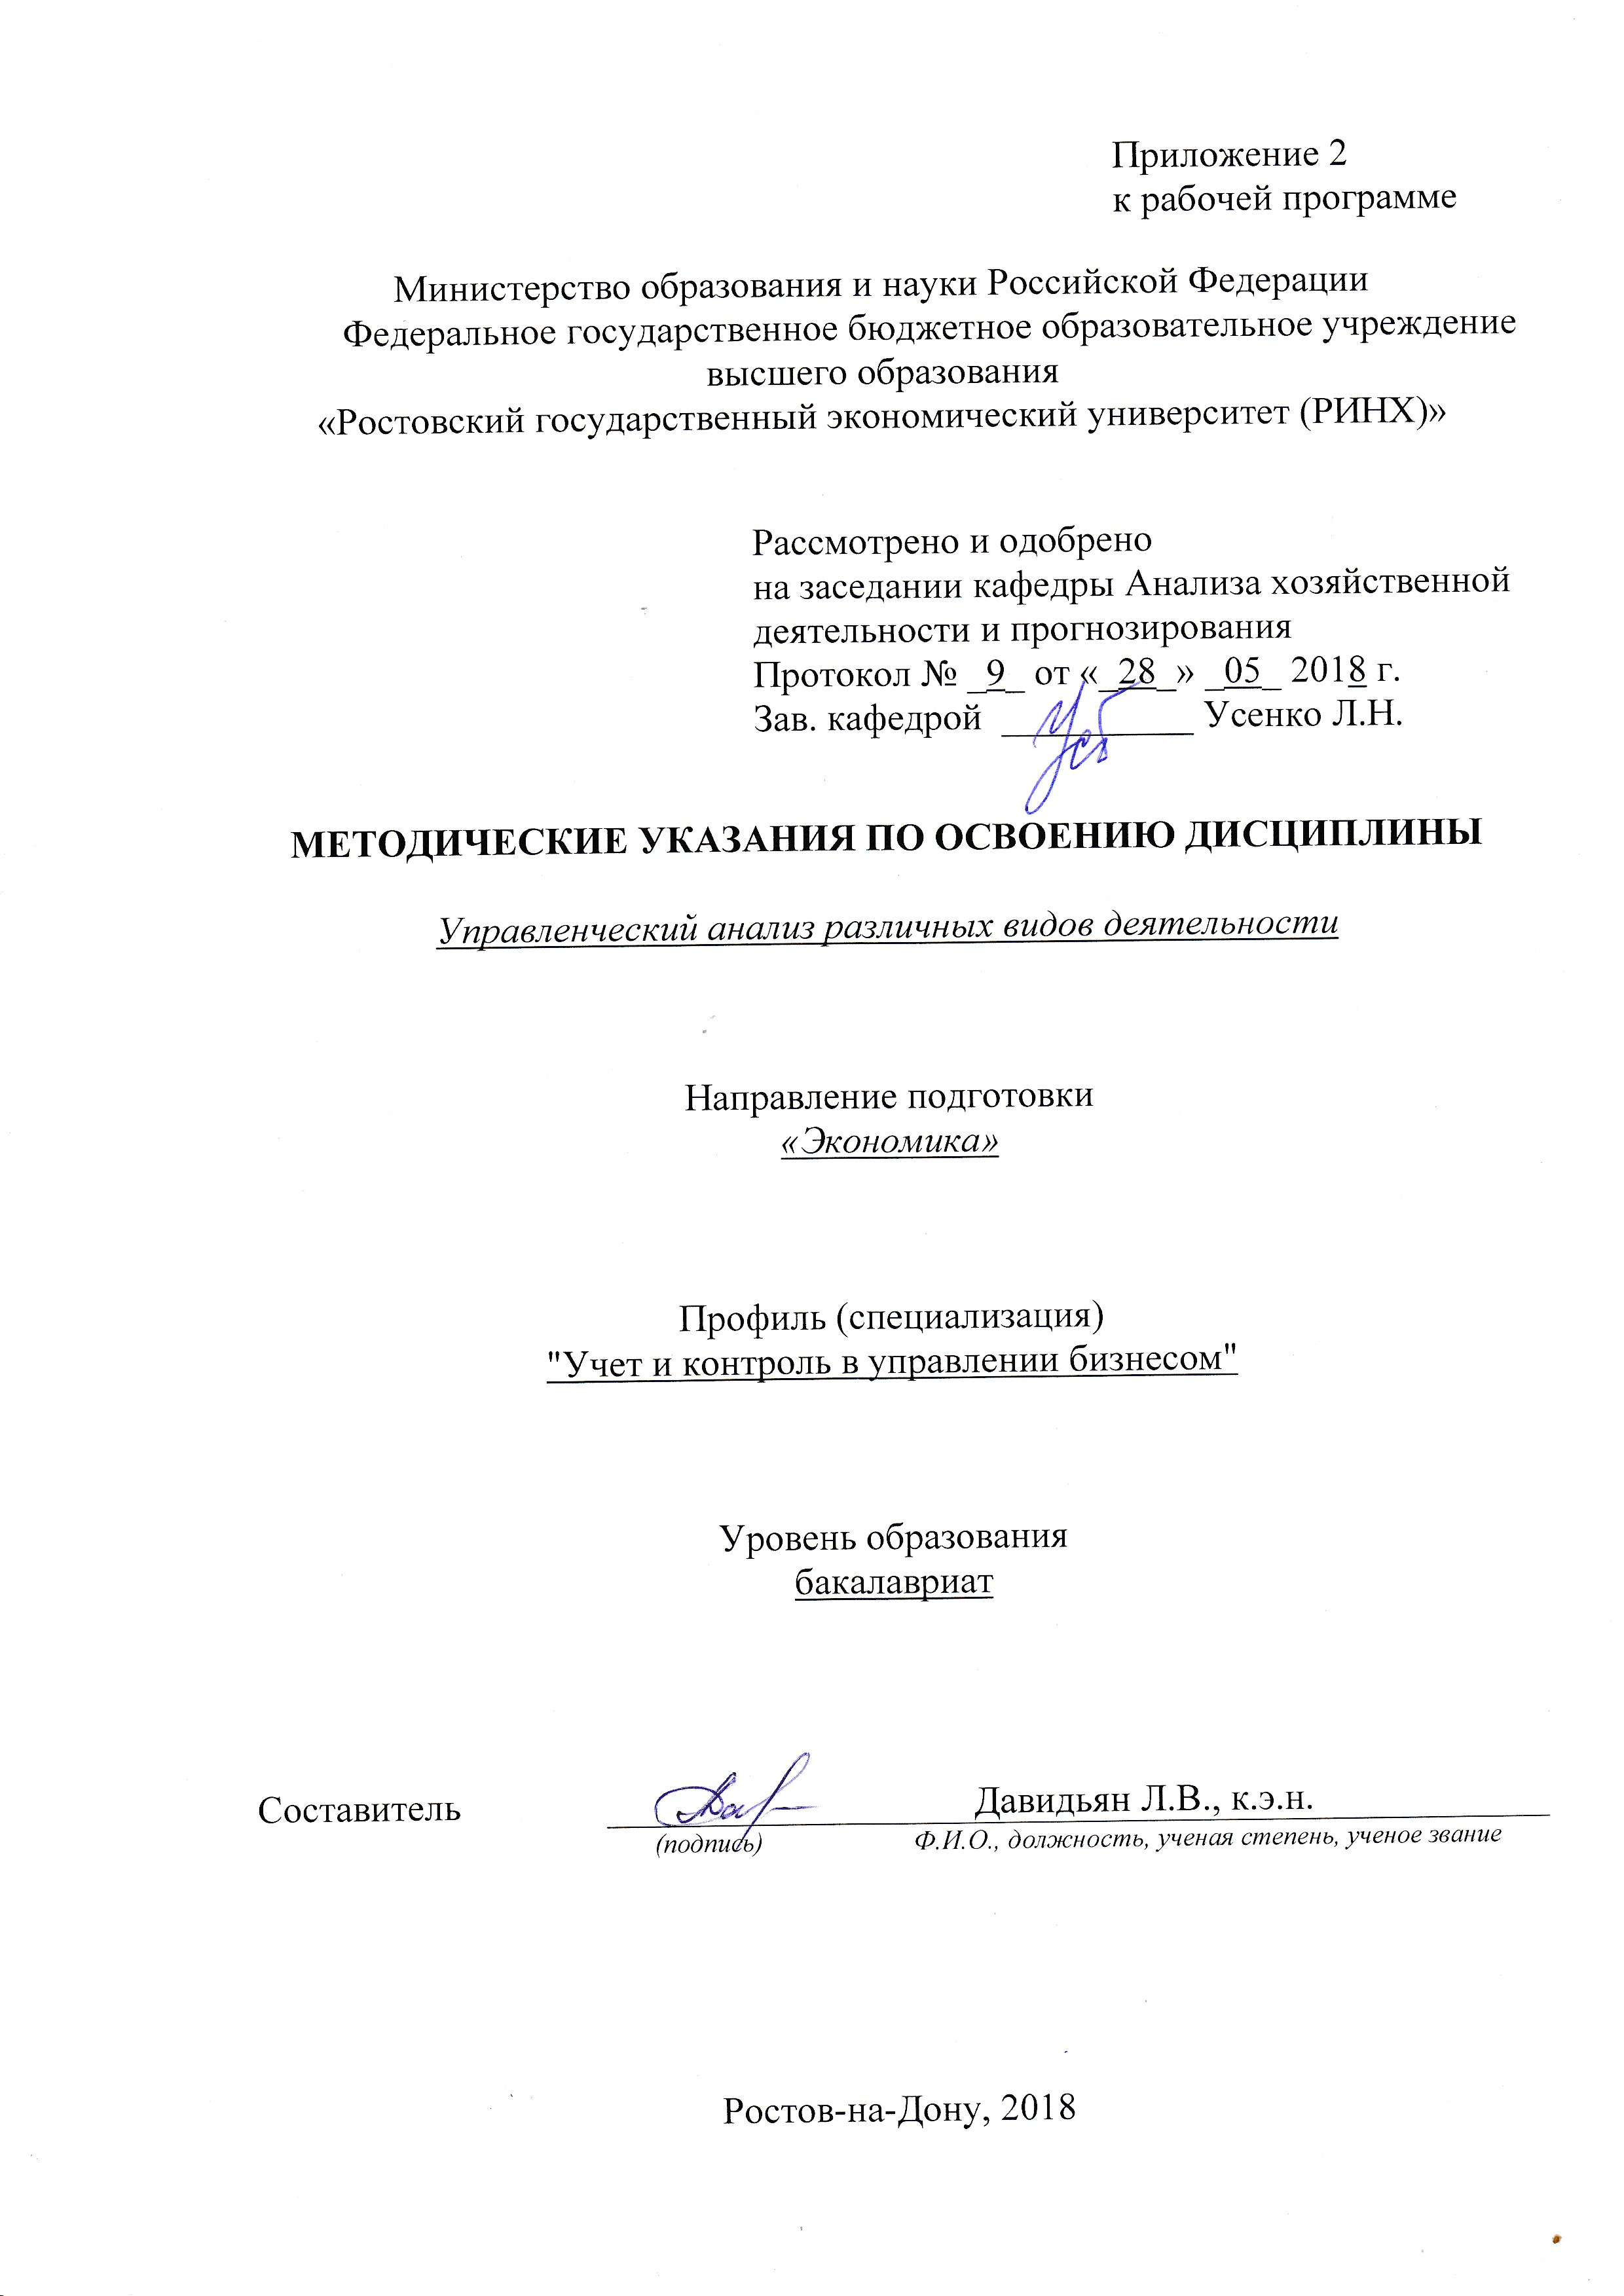 Приложение 2
к рабочей программе
Министерство образования и науки Российской Федерации
Федеральное государственное бюджетное образовательное учреждение
высшего образования
«Ростовский государственный экономический университет (РИНХ)»
Рассмотрено и одобрено
на заседании кафедры Анализа хозяйственной
деятельности и прогнозирования
Протокол № _9_ от «_28_» _05_ 2018 г.
Зав. кафедрой __________ Усенко Л.Н.
МЕТОДИЧЕСКИЕ УКАЗАНИЯ ПО ОСВОЕНИЮ ДИСЦИПЛИНЫ
Управленческий анализ различных видов деятельности
Направление подготовки
«Экономика»
Профиль (специализация)
"Учет и контроль в управлении бизнесом"
Уровень образования
бакалавриат
Составитель Давидьян Л.В., к.э.н.
(подпись) Ф.И.О., должность, ученая степень, ученое звание
Ростов-на-Дону, 2018